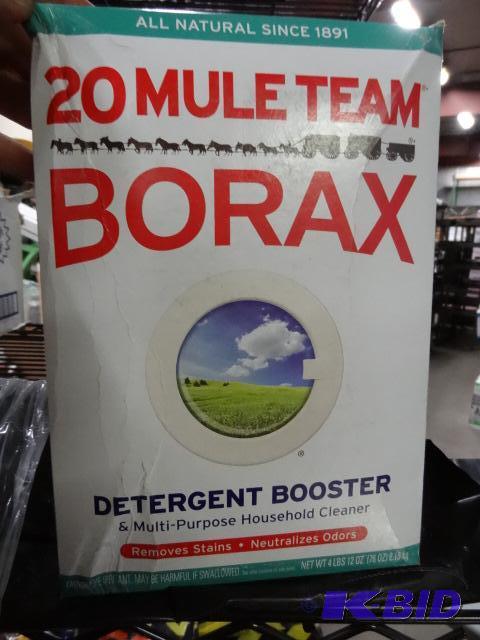 ALL NATURAL SINCE 1891
20 MULE TEAM
BORAX
DETERGENT BOOSTER
& Multi-Purpose Household Cleaner
Removes Stains • Neutralizes Odors
NET WT 4 LBS 12 OZ (76 OZ)
MAY BE HARMFUL IF SWALLOWED
K-BID